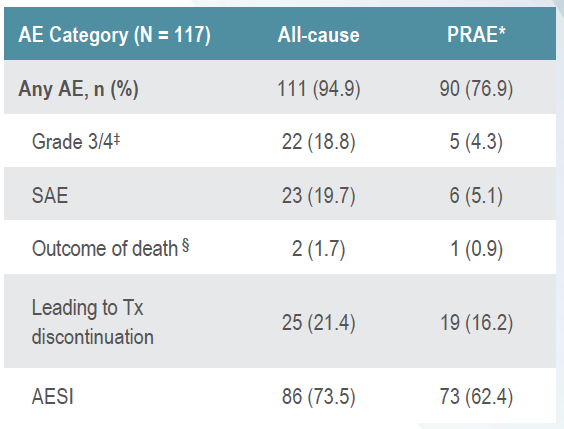 AE Category (N = 117) All-cause PRAE*
Any AE, n (%) 111 (94.9) 90 (76.9)
Grade 3/4‡ 22 (18.8) 5 (4.3)
SAE 23 (19.7) 6 (5.1)
Outcome of death § 2 (1.7) 1 (0.9)
Leading to Tx
discontinuation 25 (21.4) 19 (16.2)
AESI 86 (73.5) 73 (62.4)